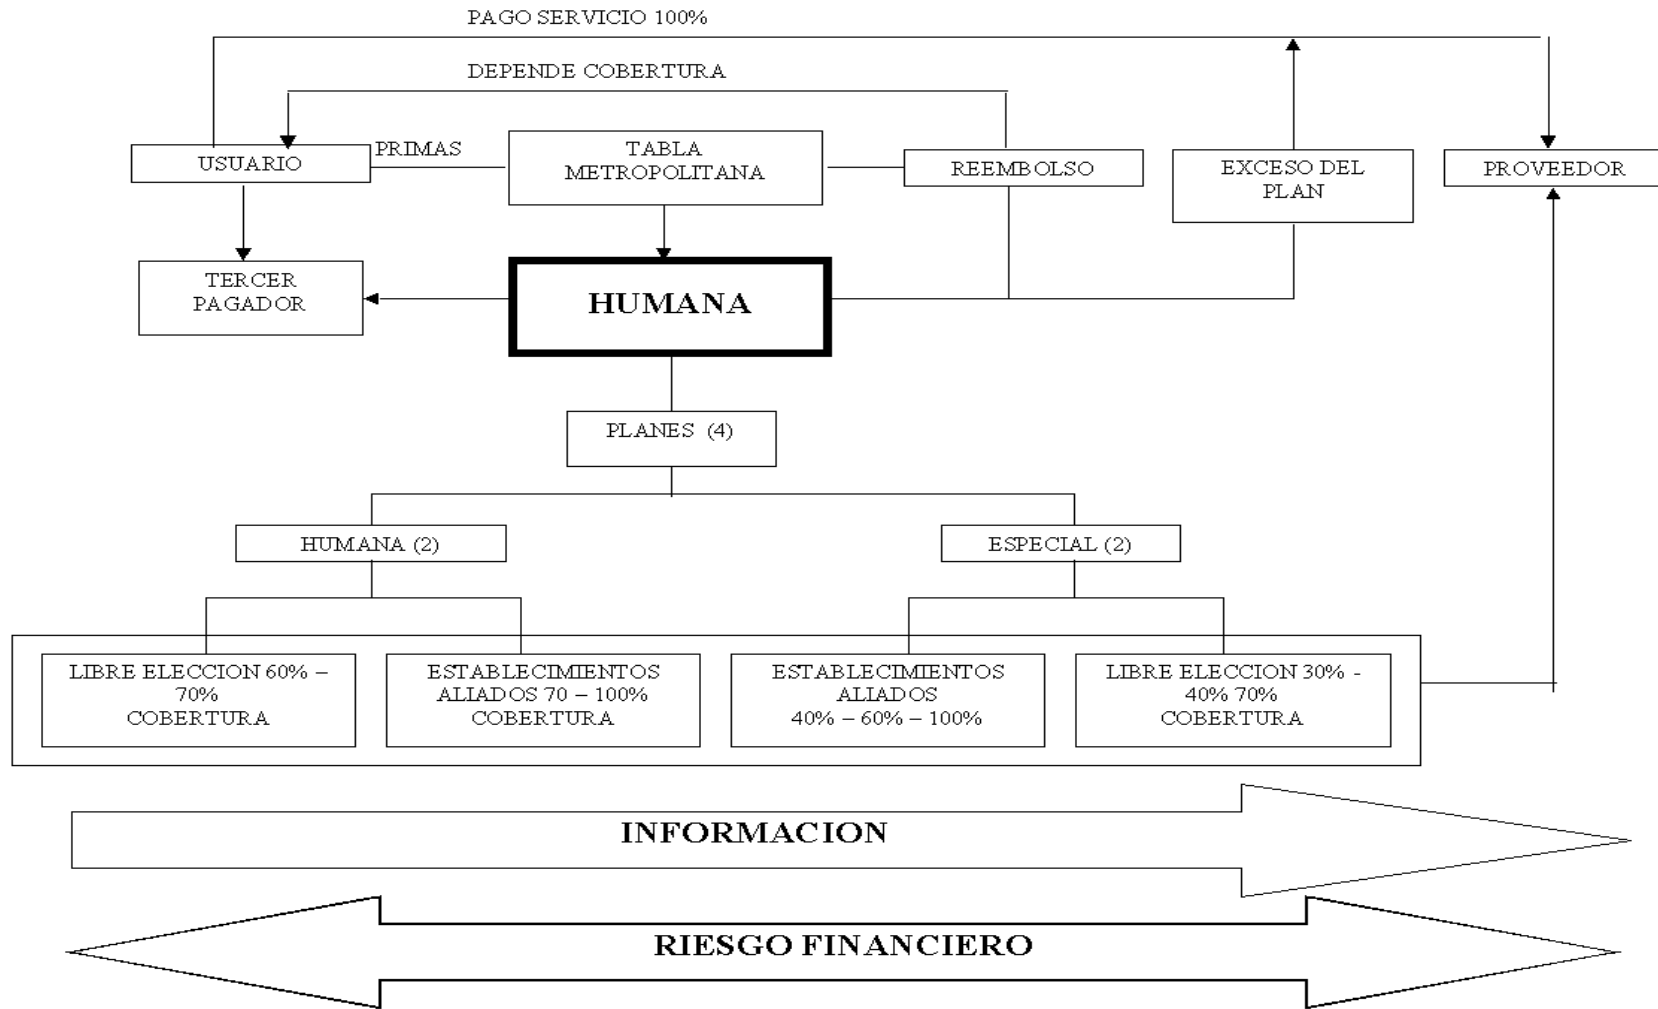 PAGO SERVICIO 100%
DEPENDE COBERTURA
USUARIO
PRIMAS
TABLA
METROPOLITANA
REEMBOLSO
EXCESO DEL
PLAN
PROVEEDOR
TERCER
PAGADOR
HUMANA
PLANES (4)
HUMANA (2)
ESPECIAL (2)
LIBRE ELECCION 60% –
70%
COBERTURA
ESTABLECIMIENTOS
ALIADOS 70 – 100%
COBERTURA
ESTABLECIMIENTOS
ALIADOS
40% – 60% – 100%
LIBRE ELECCION 30% -
40% 70%
COBERTURA
INFORMACION
RIESGO FINANCIERO